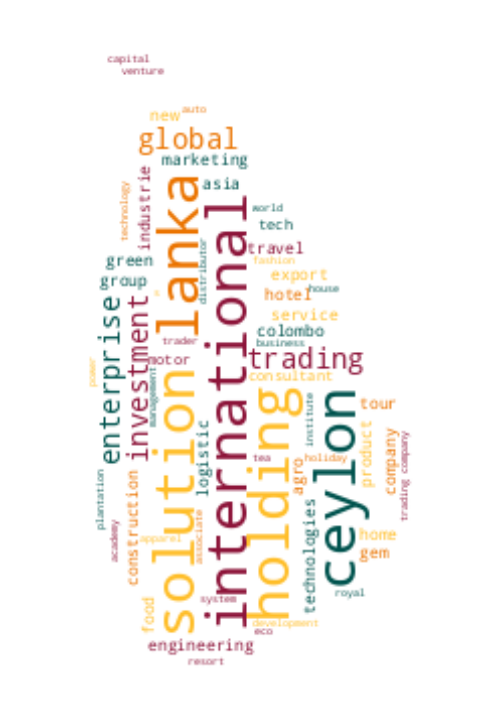 capital
venture
auto
new
global
marketing
asia
industrie
technology
lanka
international
world
tech
travel
fashion
export
house
hotel
service
colombo
business
distributor
green
group
s
enterprise
investment
trader
motor
trading
consultant
management
power
solution
holding
ceylon
institute
tour
product
company
trading company
logistic
tea
holiday
agro
plantation
academy
construction
apparel
associate
technologies
home
gem
royal
food
system
development
eco
engineering
resort